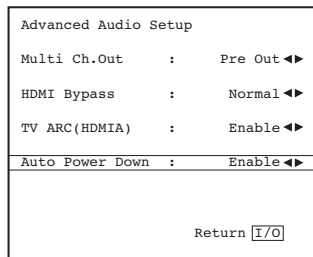 Advanced Audio Setup
Multi Ch.Out : Pre Out◀▶
HDMI Bypass : Normal◀▶
TV ARC(HDMIA) : Enable◀▶
Auto Power Down : Enable◀▶
Return I/O